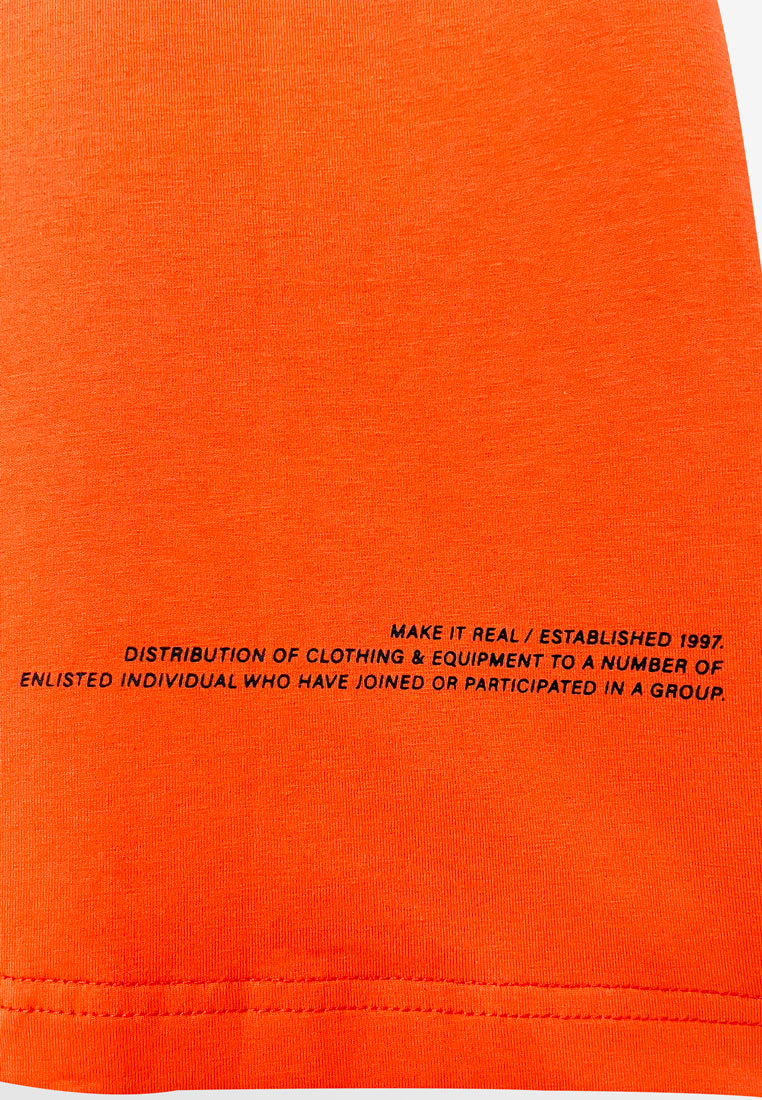 MAKE IT REAL / ESTABLISHED 1997.
DISTRIBUTION OF CLOTHING & EQUIPMENT TO A NUMBER OF
ENLISTED INDIVIDUAL WHO HAVE JOINED OR PARTICIPATED IN A GROUP.